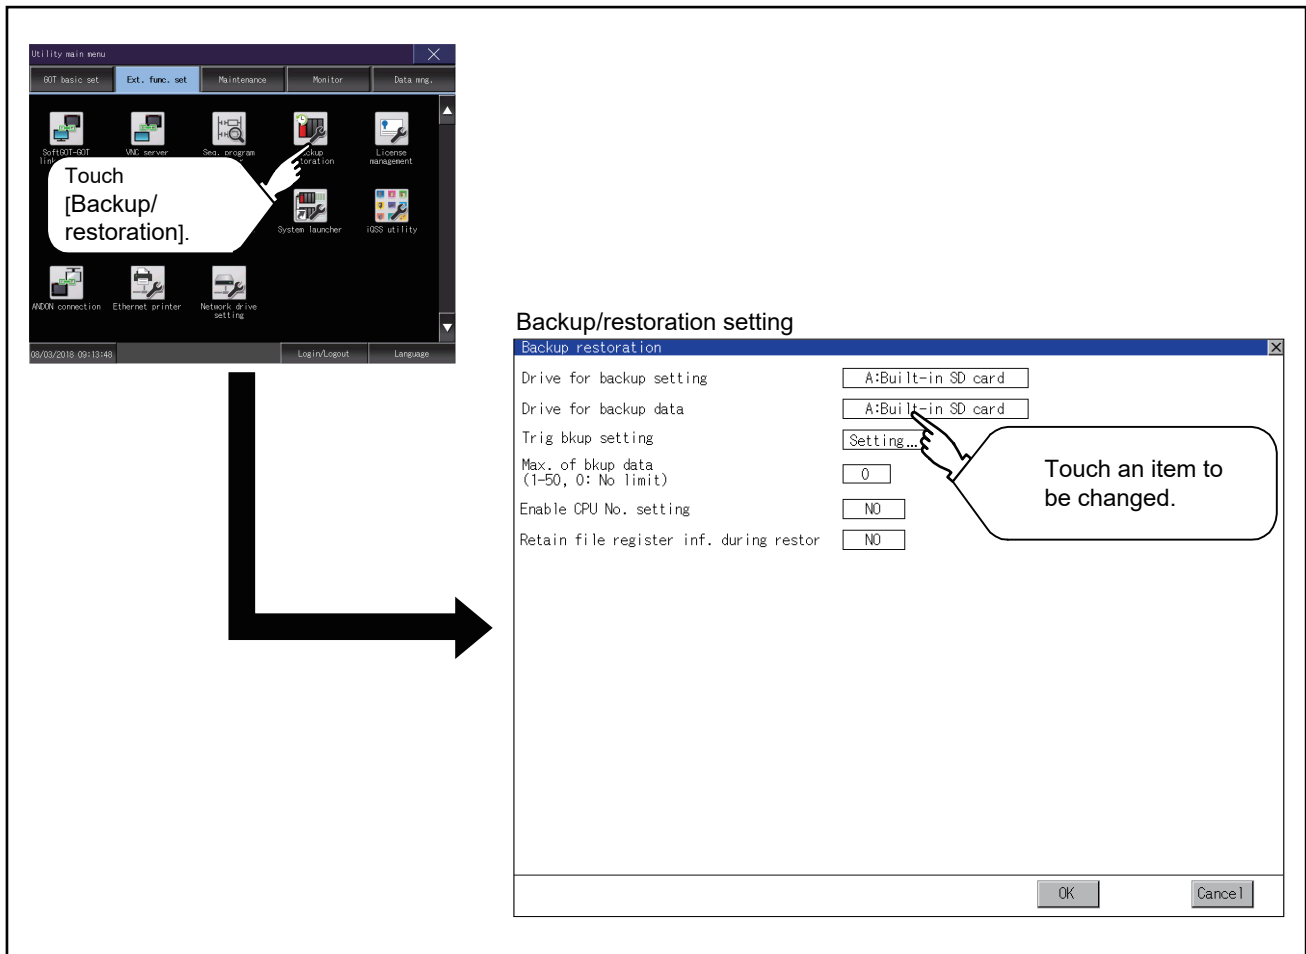 Utility main menu
GOT basic set
Ext. func. set
Maintenance
Monitor
Data mng.
SoftGOT-GOT
VNC server
Seq. program
License
management
Touch
[Backup/
restoration].
System launcher
iQSS utility
ANDON connection
Ethernet printer
Network drive
setting
08/03/2018 09:13:48
Login/Logout
Language
Backup/restoration setting
Backup restoration
Drive for backup setting
A:Built-in SD card
Drive for backup data
A:Built-in SD card
Trig bkup setting
Setting...
Max. of bkup data
(1-50, 0: No limit)
0
Enable CPU No. setting
NO
Retain file register inf. during restor
NO
Touch an item to
be changed.
OK
Cancel